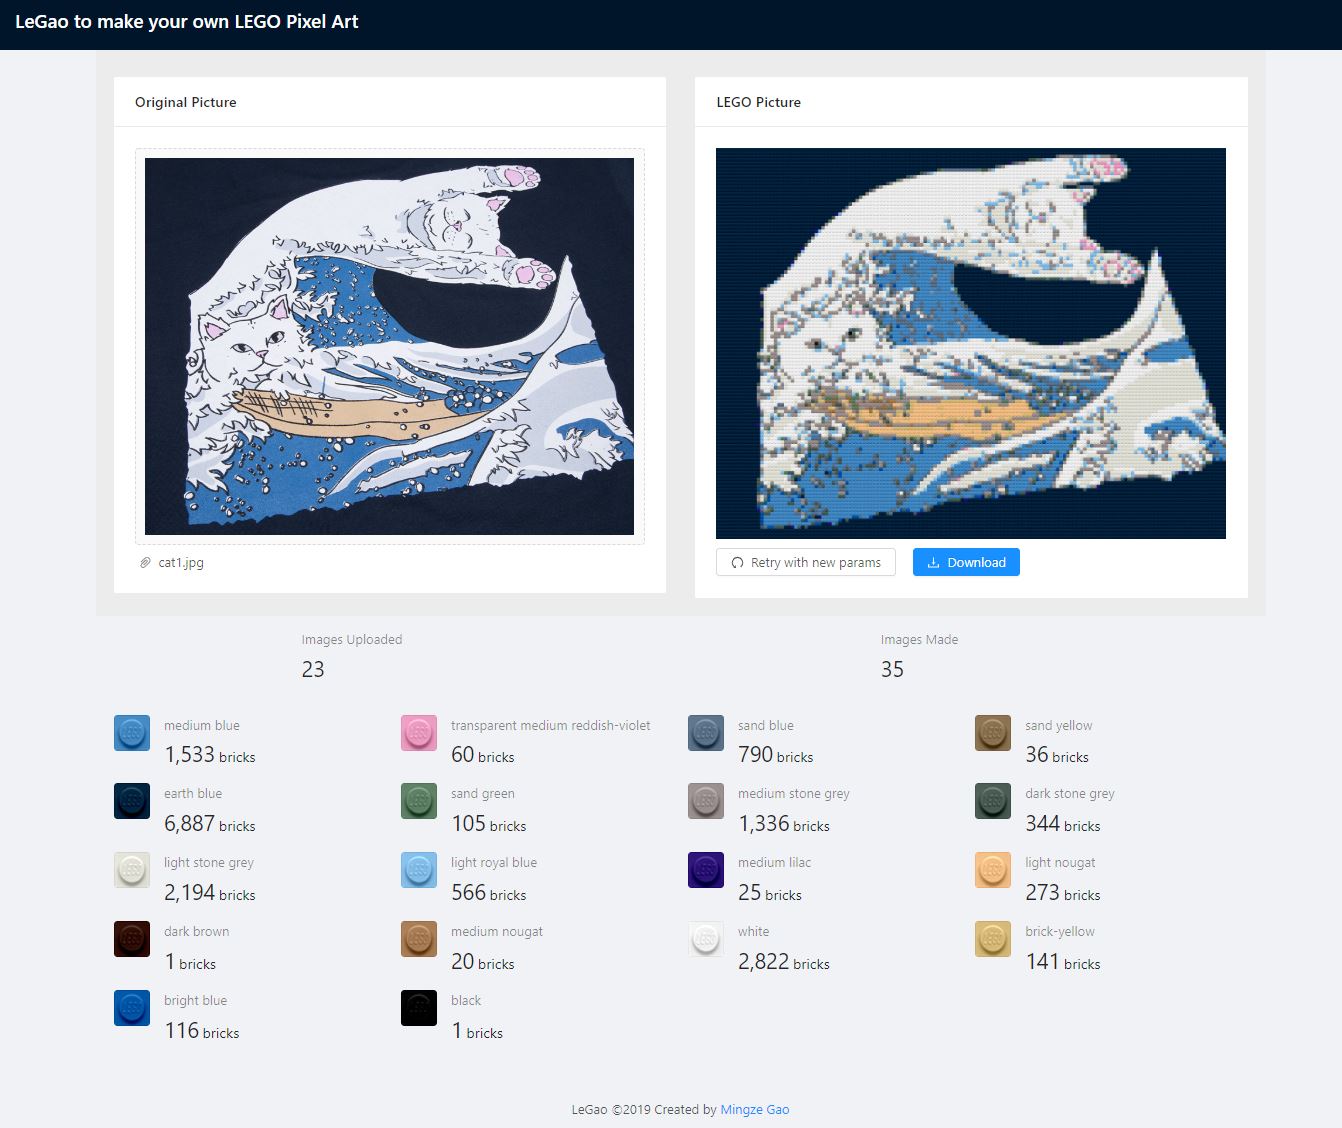 LeGao to make your own LEGO Pixel Art
Original Picture
LEGO Picture
cat1.jpg
Retry with new params
Download
Images Uploaded
23
Images Made
35
medium blue
1,533 bricks
transparent medium reddish-violet
60 bricks
sand blue
790 bricks
sand yellow
36 bricks
earth blue
6,887 bricks
sand green
105 bricks
medium stone grey
1,336 bricks
dark stone grey
344 bricks
light stone grey
2,194 bricks
light royal blue
566 bricks
medium lilac
25 bricks
light nougat
273 bricks
dark brown
1 bricks
medium nougat
20 bricks
white
2,822 bricks
brick-yellow
141 bricks
bright blue
116 bricks
black
1 bricks
LeGao ©2019 Created by Mingze Gao